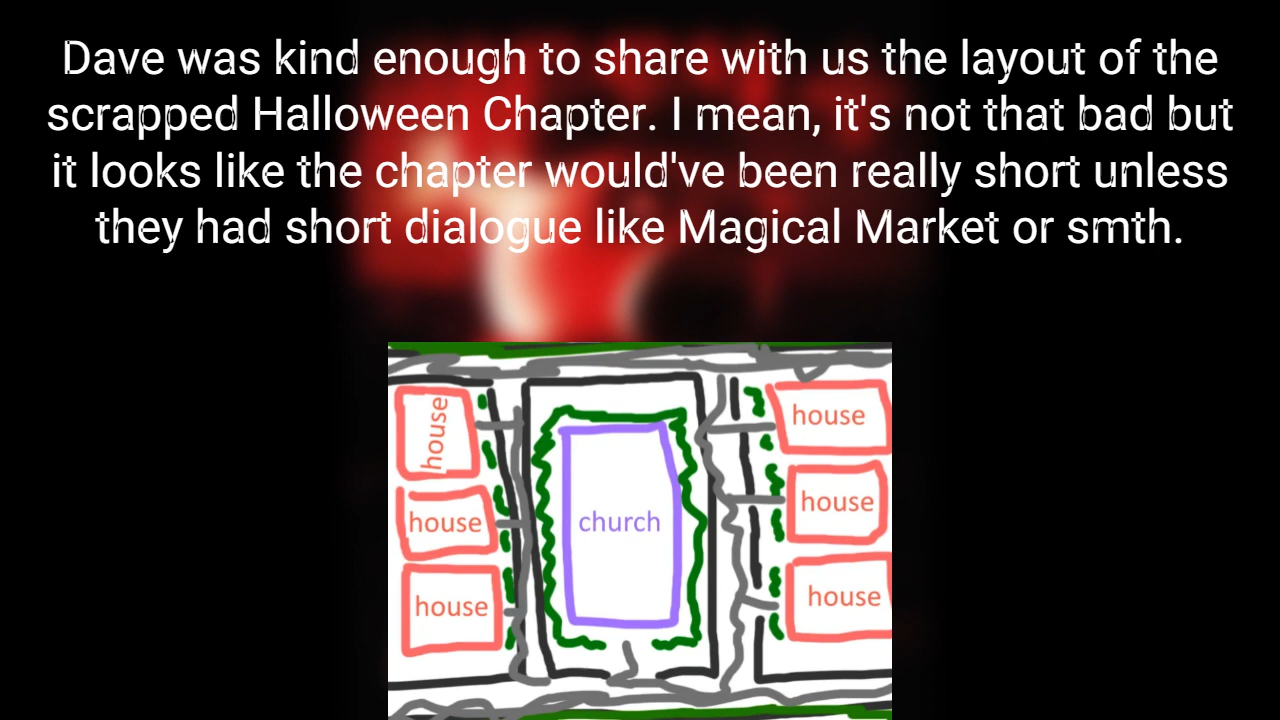 Dave was kind enough to share with us the layout of the
scrapped Halloween Chapter. I mean, it's not that bad but
it looks like the chapter would've been really short unless
they had short dialogue like Magical Market or smth.
house
house
house
church
house
house
house